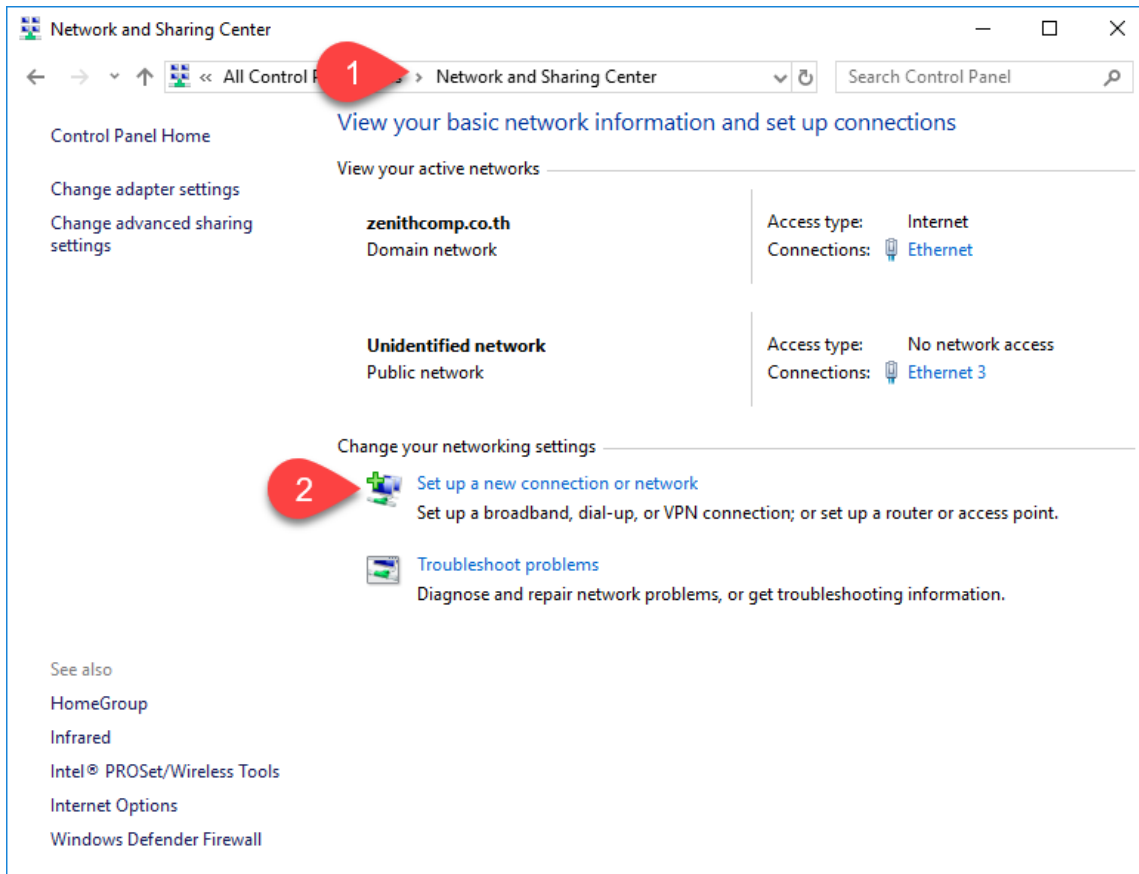 Network and Sharing Center
« All Control › Network and Sharing Center
Search Control Panel
Control Panel Home
Change adapter settings
Change advanced sharing
settings
View your basic network information and set up connections
View your active networks
zenithcomp.co.th
Domain network
Access type: Internet
Connections: Ethernet
Unidentified network
Public network
Access type: No network access
Connections: Ethernet 3
Change your networking settings
Set up a new connection or network
Set up a broadband, dial-up, or VPN connection; or set up a router or access point.
Troubleshoot problems
Diagnose and repair network problems, or get troubleshooting information.
See also
HomeGroup
Infrared
Intel® PROSet/Wireless Tools
Internet Options
Windows Defender Firewall
1
2